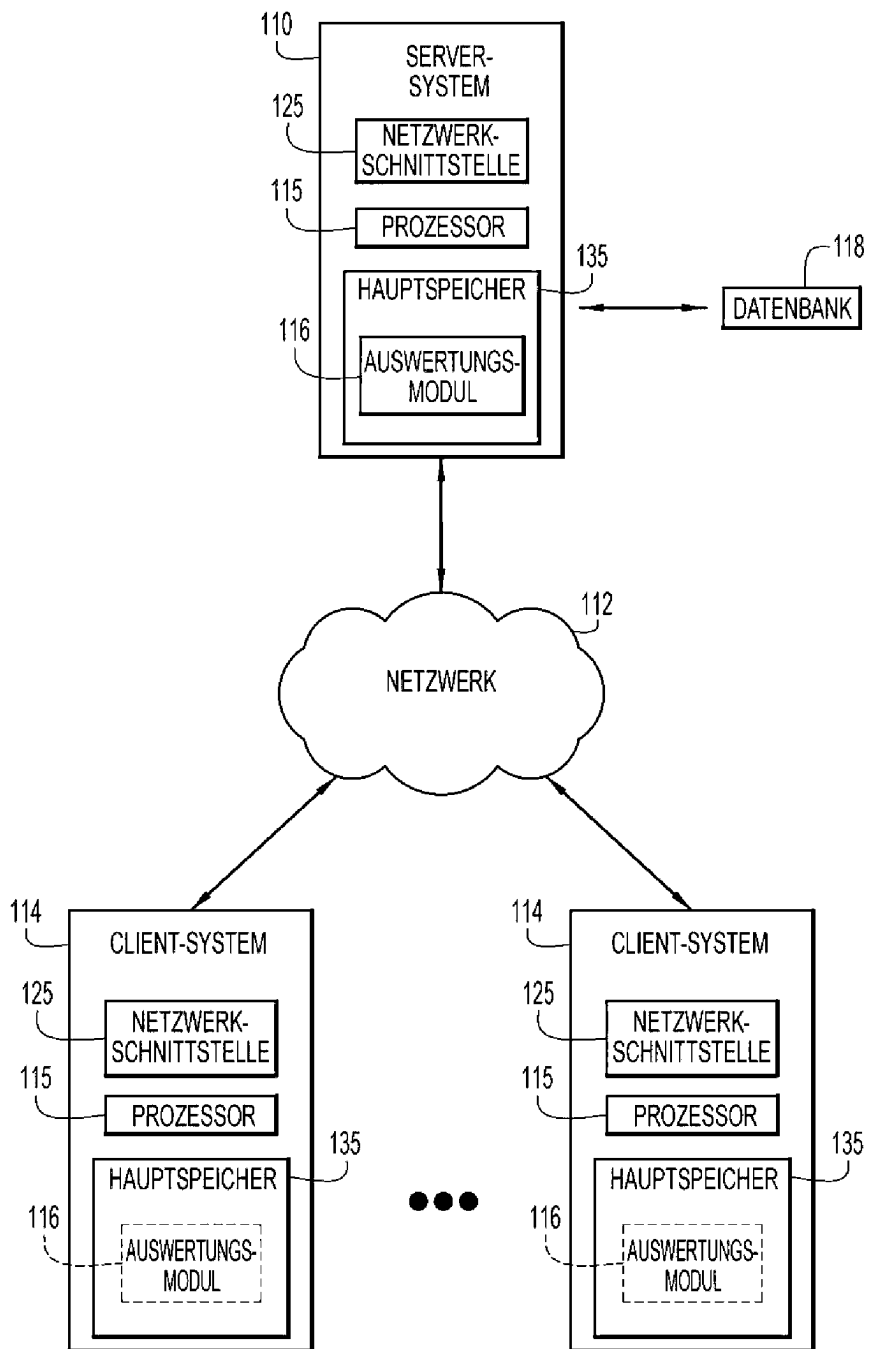 110
SERVER-
SYSTEM
125
NETZWERK-
SCHNITTSTELLE
115
PROZESSOR
135
118
HAUPTSPEICHER
DATENBANK
116
AUSWERTUNGS-
MODUL
112
NETZWERK
114
CLIENT-SYSTEM
125
NETZWERK-
SCHNITTSTELLE
115
PROZESSOR
135
HAUPTSPEICHER
116
AUSWERTUNGS-
MODUL
114
CLIENT-SYSTEM
125
NETZWERK-
SCHNITTSTELLE
115
PROZESSOR
135
HAUPTSPEICHER
116
AUSWERTUNGS-
MODUL